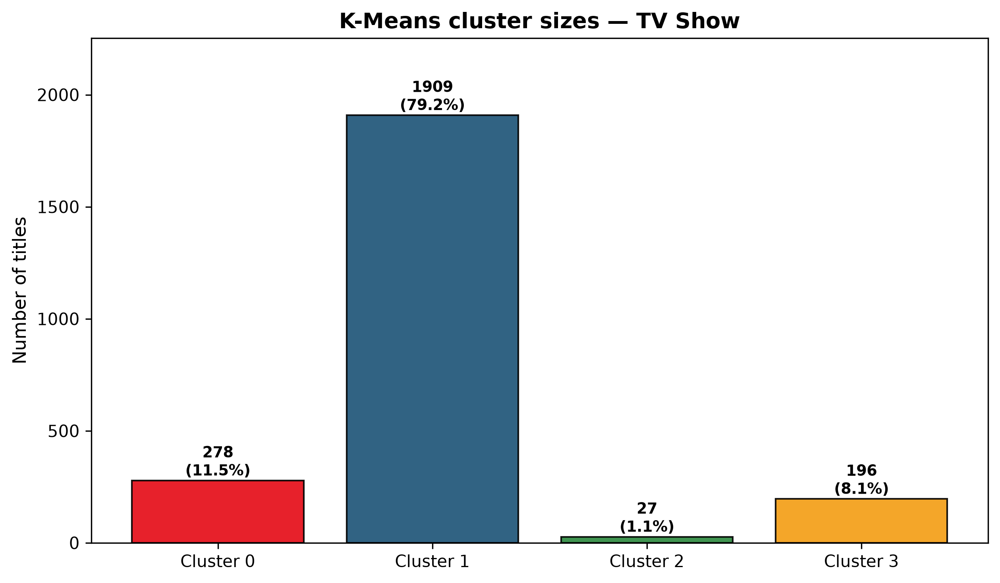 K-Means cluster sizes — TV Show
Number of titles
2000
1500
1000
500
0
278
(11.5%)
1909
(79.2%)
27
(1.1%)
196
(8.1%)
Cluster 0
Cluster 1
Cluster 2
Cluster 3